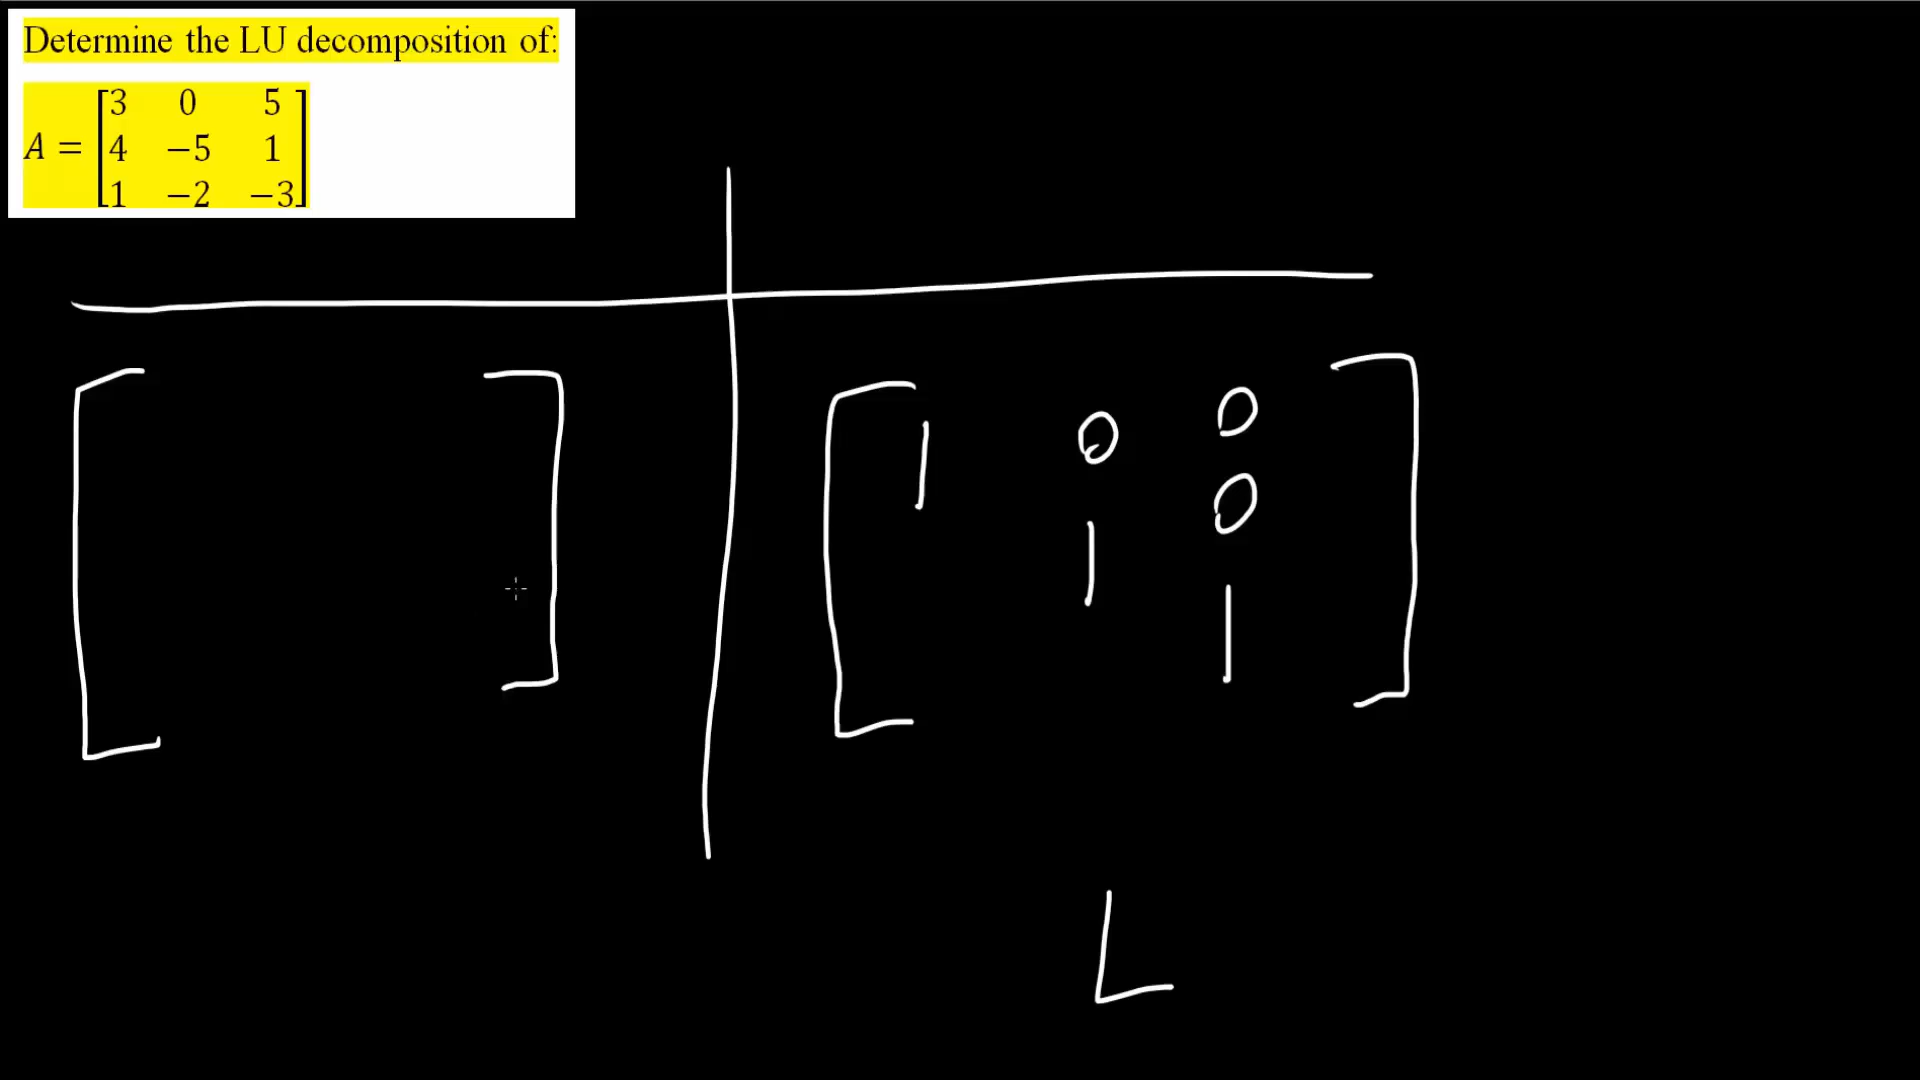 Determine the LU decomposition of:
A = [3 0 5
4 −5 1
1 −2 −3]
[ ] [1 0 0
1 0
1]
L